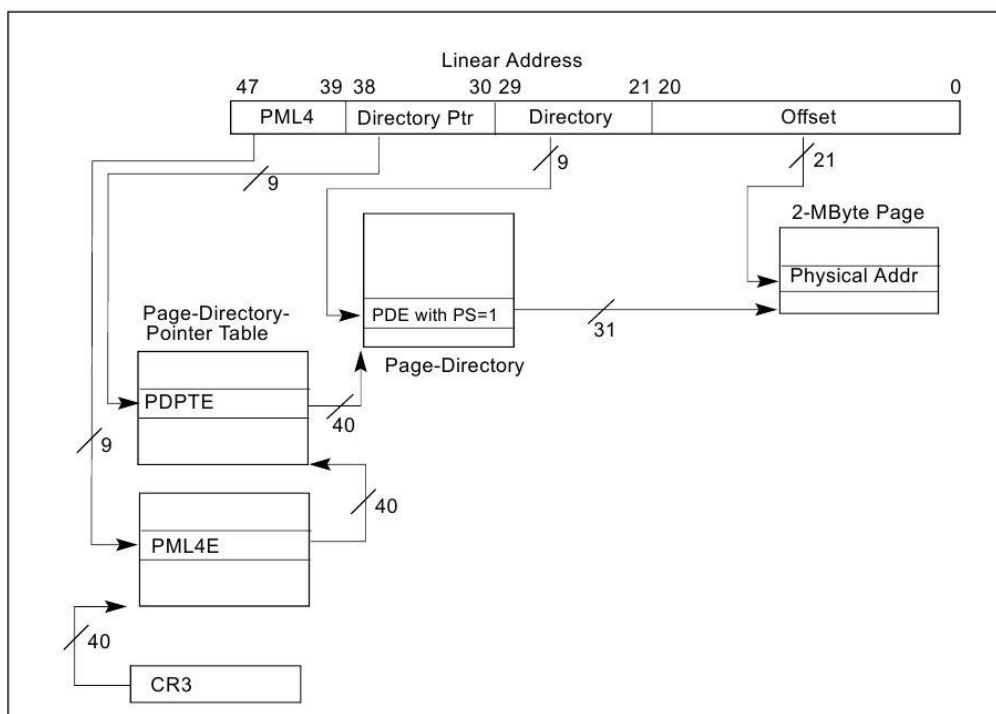 Linear Address
47 39 38 30 29 21 20 0
PML4 Directory Ptr Directory Offset
9 9 21
2-MByte Page
Physical Addr
PDE with PS=1
31
Page-Directory-
Pointer Table
Page-Directory
PDPTE
40
9
40
PML4E
40
CR3